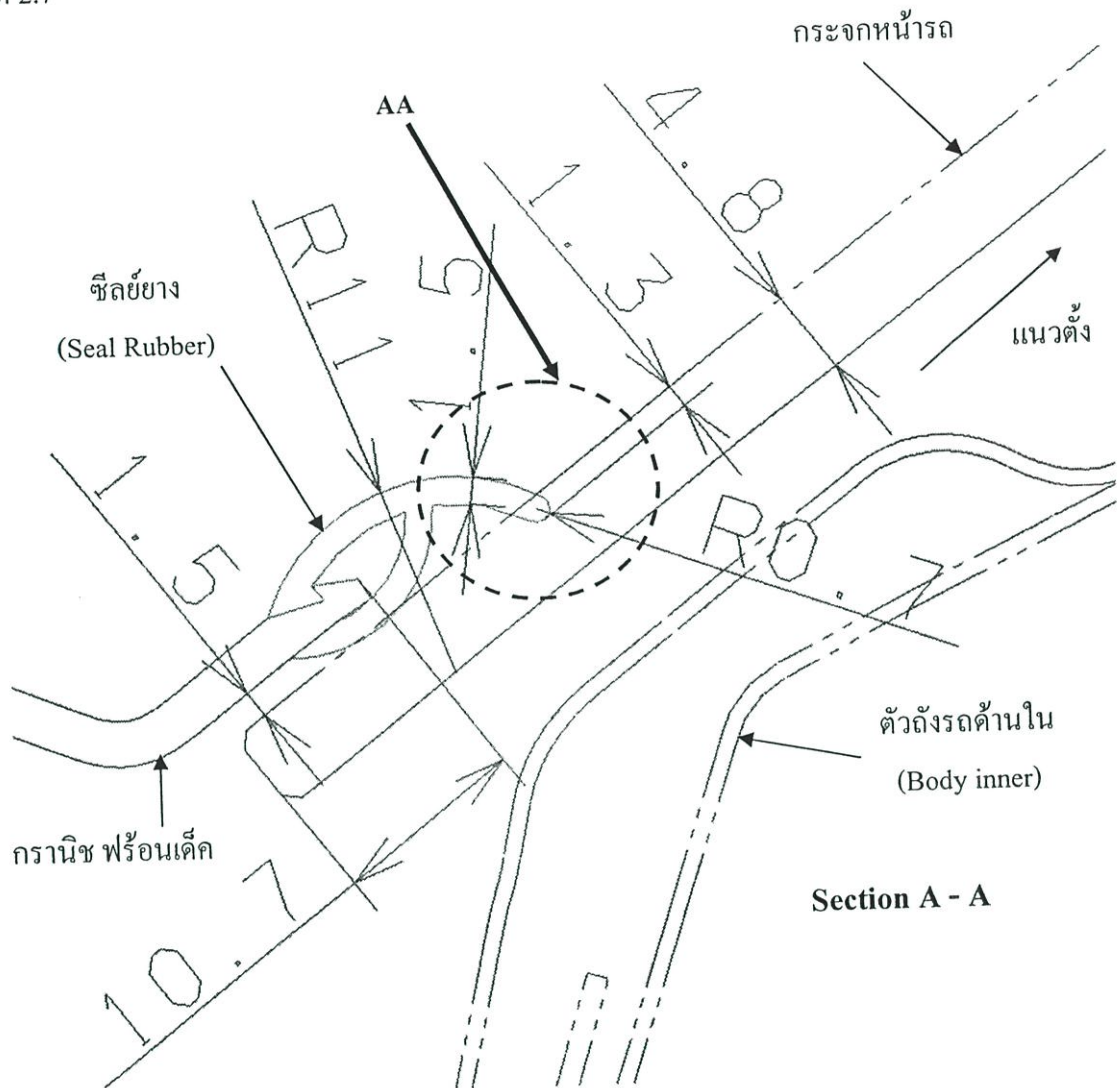 2.7
กระจกหน้ารถ
AA
4.8
1.3
R11
1.5
ซีลย์ยาง
(Seal Rubber)
แนวตั้ง
1.5
R0.7
ตัวถังรถด้านใน
(Body inner)
กรานิช ฟร้อนเด็ค
Section A - A
10.7